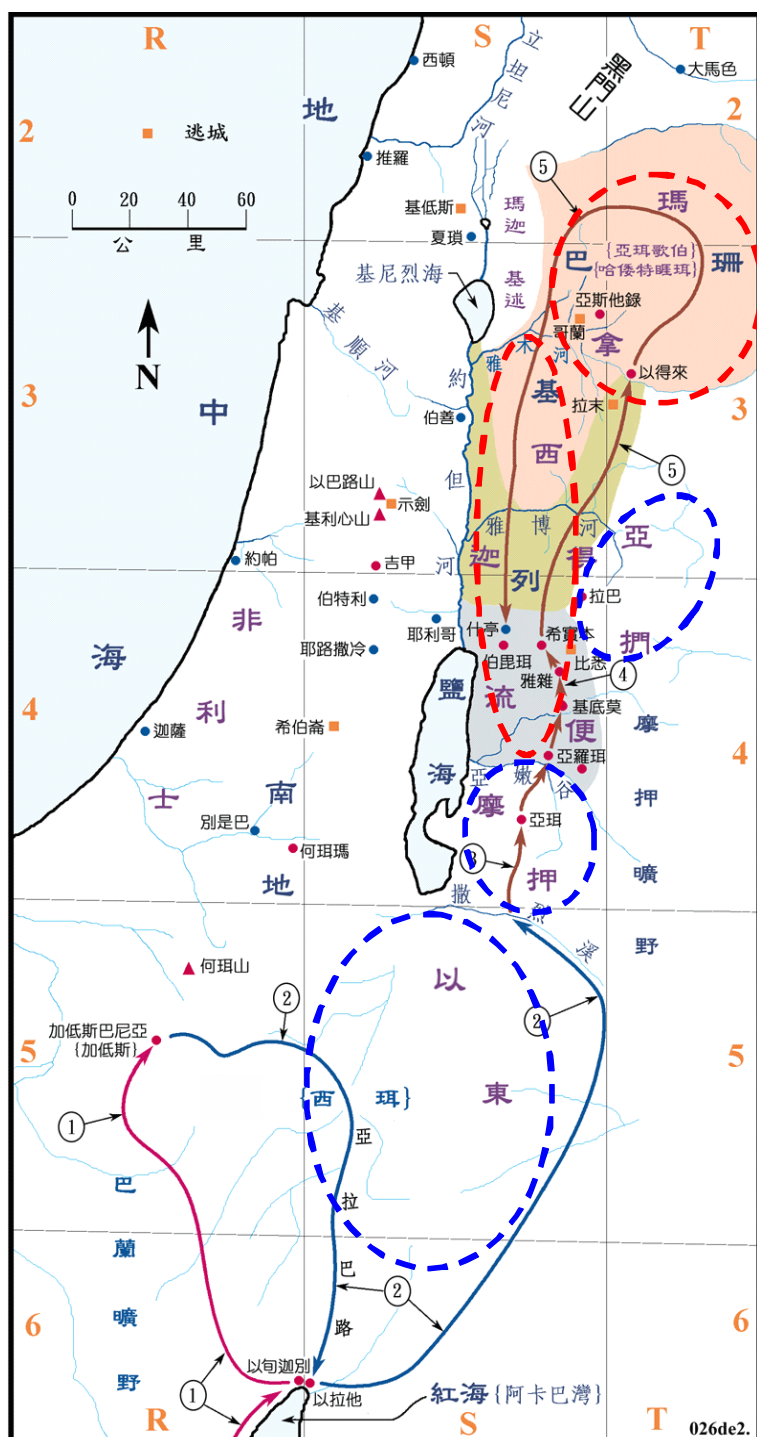 R
S
T
2
2
逃城
0 20 40 60
公 里
N
地
中
海
西頓
立坦尼河
黑門山
大馬色
推羅
基低斯
夏瑣
瑪迦
基述
基尼烈海
⑤
瑪
巴
珊
{亞珥歌伯}
{哈倭特睚珥}
亞斯他錄
哥蘭
拿
以得來
基順河
雅木河
約
但
河
3
3
基
西
列
伯善
拉末
⑤
以巴路山
示劍
基利心山
雅博河
迦
得
亞
捫
約帕
吉甲
拉巴
伯特利
耶利哥
什亭
希實本
耶路撒冷
伯毘珥
比悉
雅雜
④
非
利
士
鹽
海
流
便
基底莫
4
4
迦薩
希伯崙
亞羅珥
亞嫩谷
摩
押
曠
野
南
地
摩
押
亞珥
③
別是巴
何珥瑪
撒烈溪
何珥山
以
東
加低斯巴尼亞
{加低斯}
②
②
5
5
{西 珥}
①
亞
拉
巴
路
巴
蘭
曠
野
②
6
6
以旬迦別
以拉他
①
紅海{阿卡巴灣}
R
S
T
026de2.